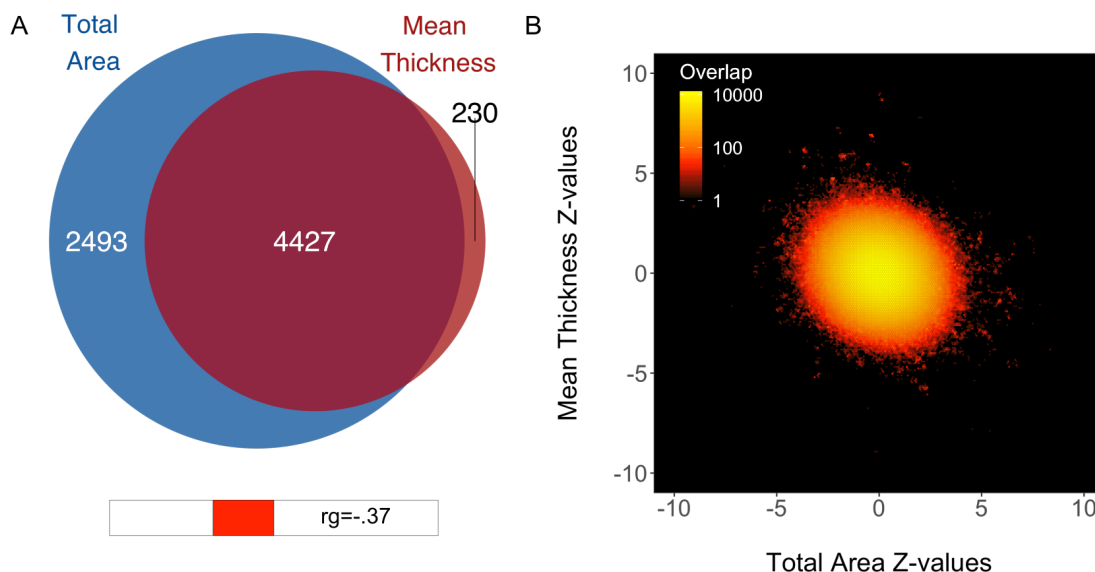 A
Total
Area
Mean
Thickness
230
2493
4427
rg=-.37
B
Overlap
10000
100
1
10
5
0
-5
-10
Mean Thickness Z-values
-10
-5
0
5
10
Total Area Z-values